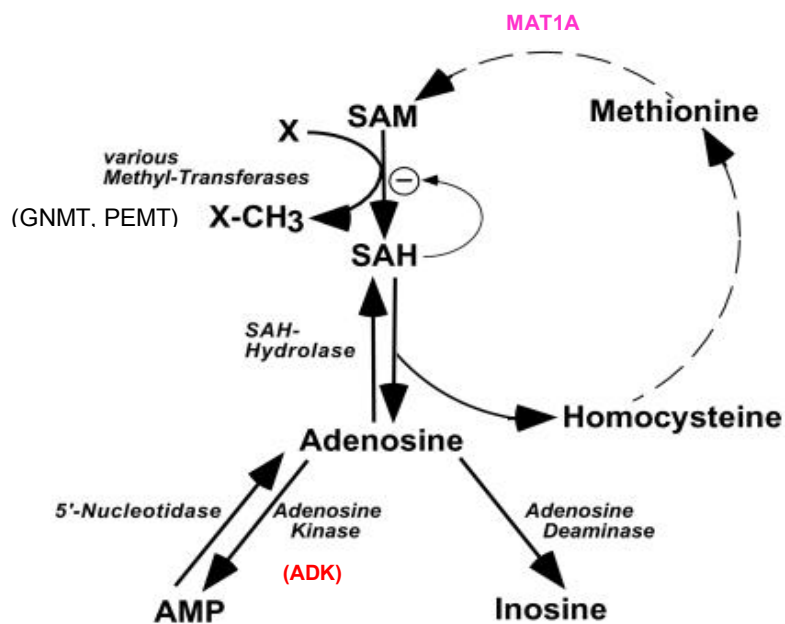 MAT1A
SAM
Methionine
X
various
Methyl-Transferases
−
(GNMT, PEMT)
X-CH3
SAH
SAH-
Hydrolase
Homocysteine
Adenosine
5'-Nucleotidase
Adenosine
Kinase
Adenosine
Deaminase
(ADK)
AMP
Inosine